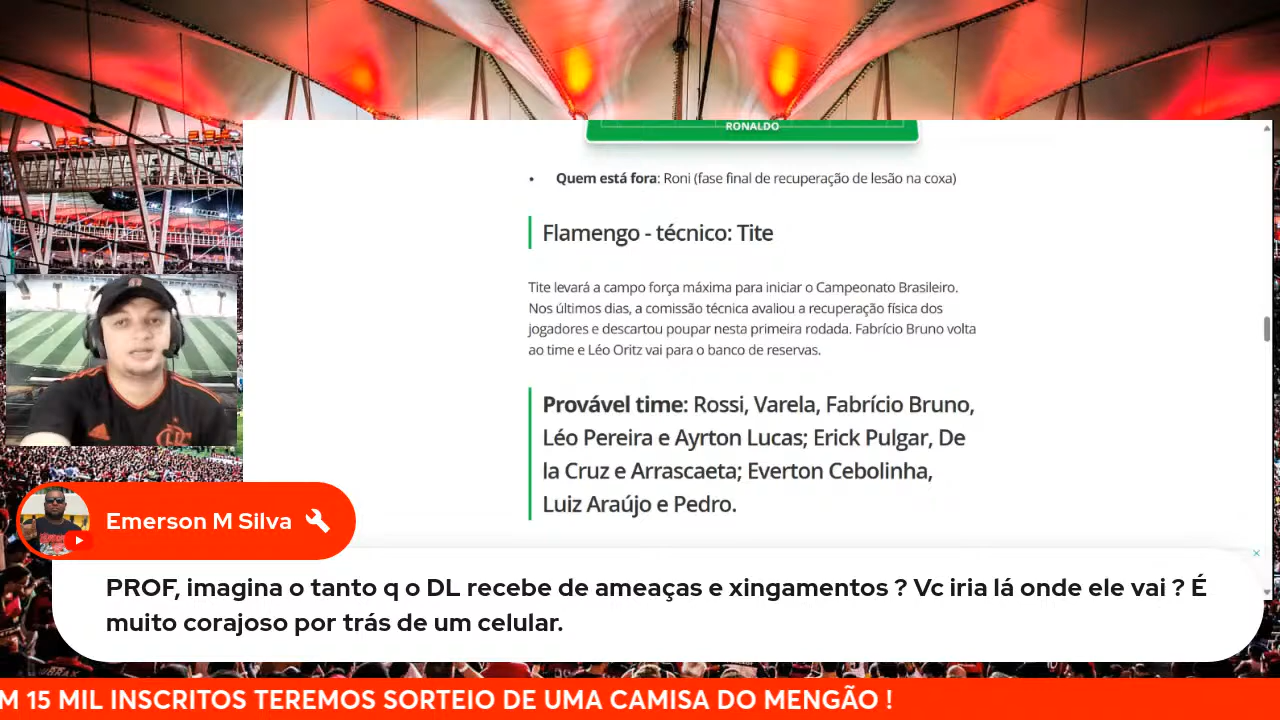 RONALDO
• Quem está fora: Roni (fase final de recuperação de lesão na coxa)
Flamengo - técnico: Tite
Tite levará a campo força máxima para iniciar o Campeonato Brasileiro.
Nos últimos dias, a comissão técnica avaliou a recuperação física dos
jogadores e descartou poupar nesta primeira rodada. Fabrício Bruno volta
ao time e Léo Oritz vai para o banco de reservas.
Provável time: Rossi, Varela, Fabrício Bruno,
Léo Pereira e Ayrton Lucas; Erick Pulgar, De
la Cruz e Arrascaeta; Everton Cebolinha,
Luiz Araújo e Pedro.
Emerson M Silva
PROF, imagina o tanto q o DL recebe de ameaças e xingamentos ? Vc iria lá onde ele vai ? É
muito corajoso por trás de um celular.
M 15 MIL INSCRITOS TEREMOS SORTEIO DE UMA CAMISA DO MENGÃO !